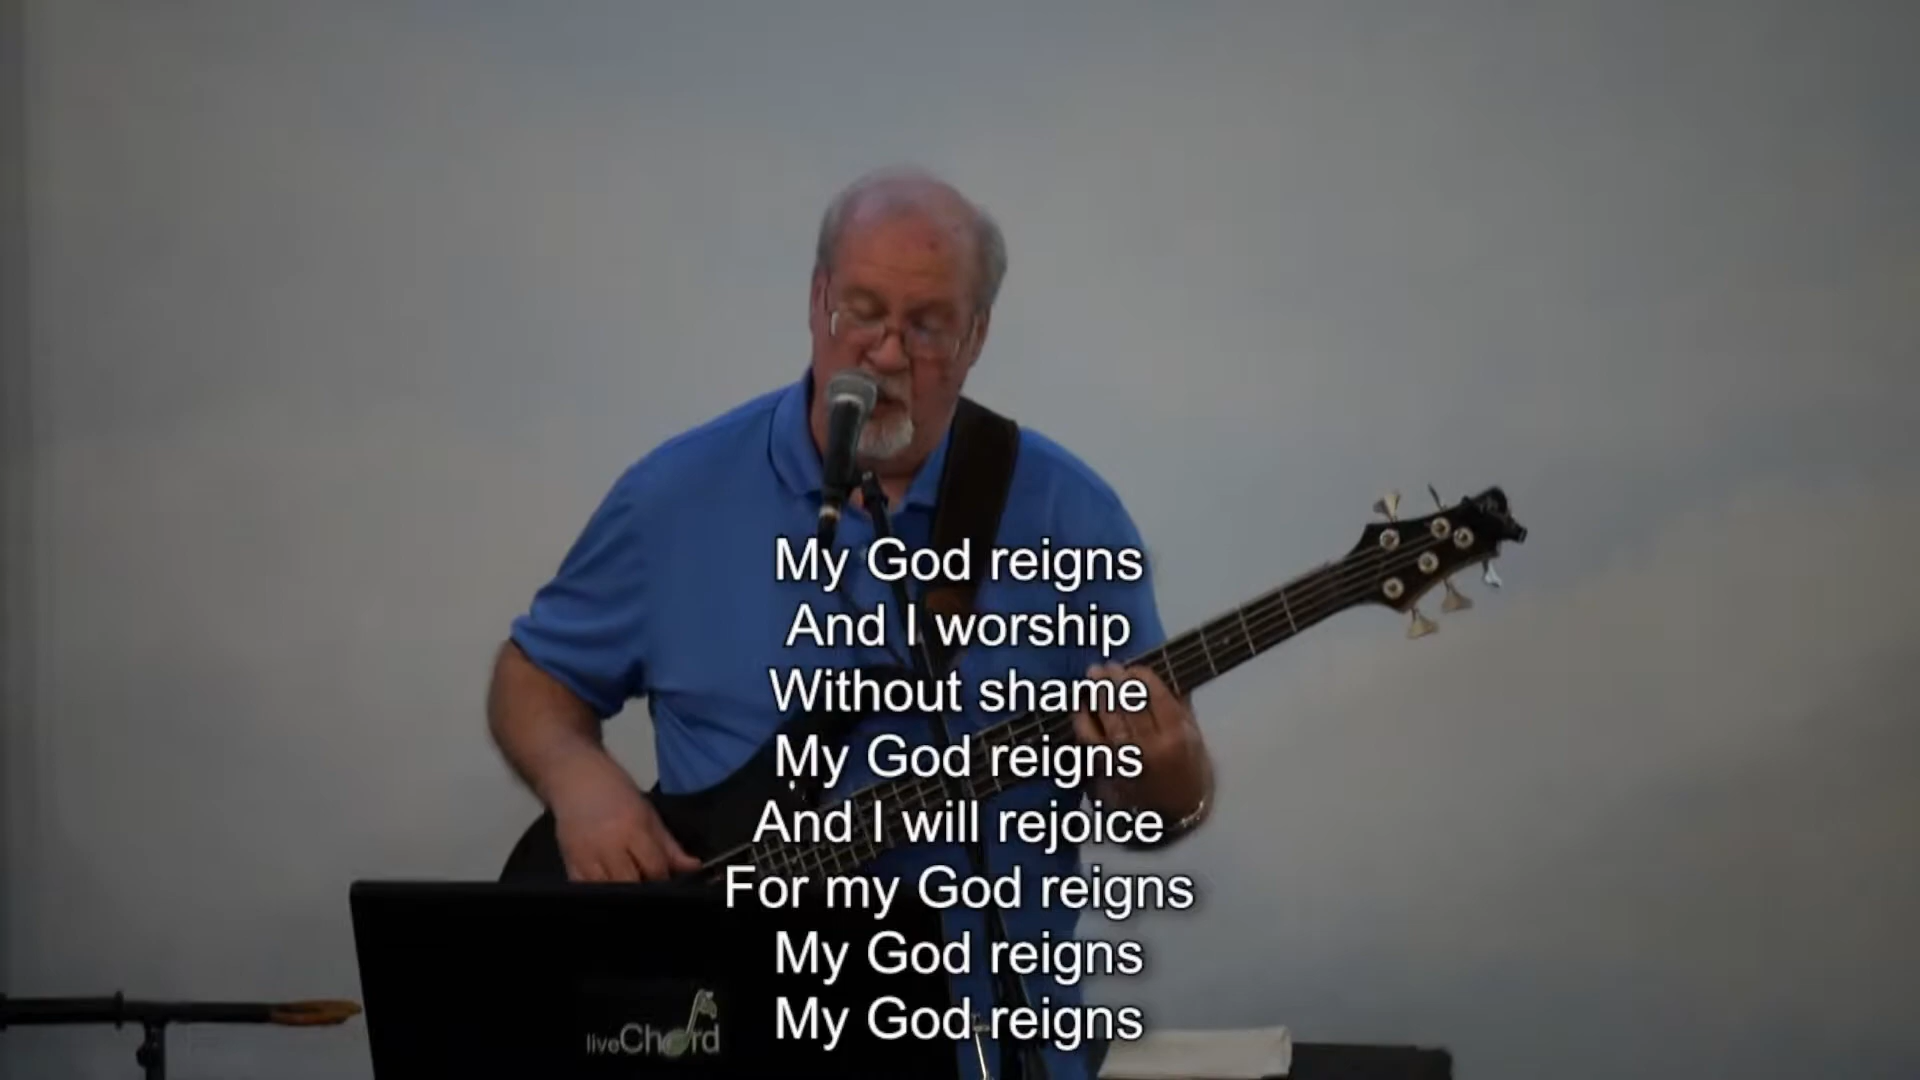 My God reigns
And I worship
Without shame
My God reigns
And I will rejoice
For my God reigns
My God reigns
My God reigns
liveChord